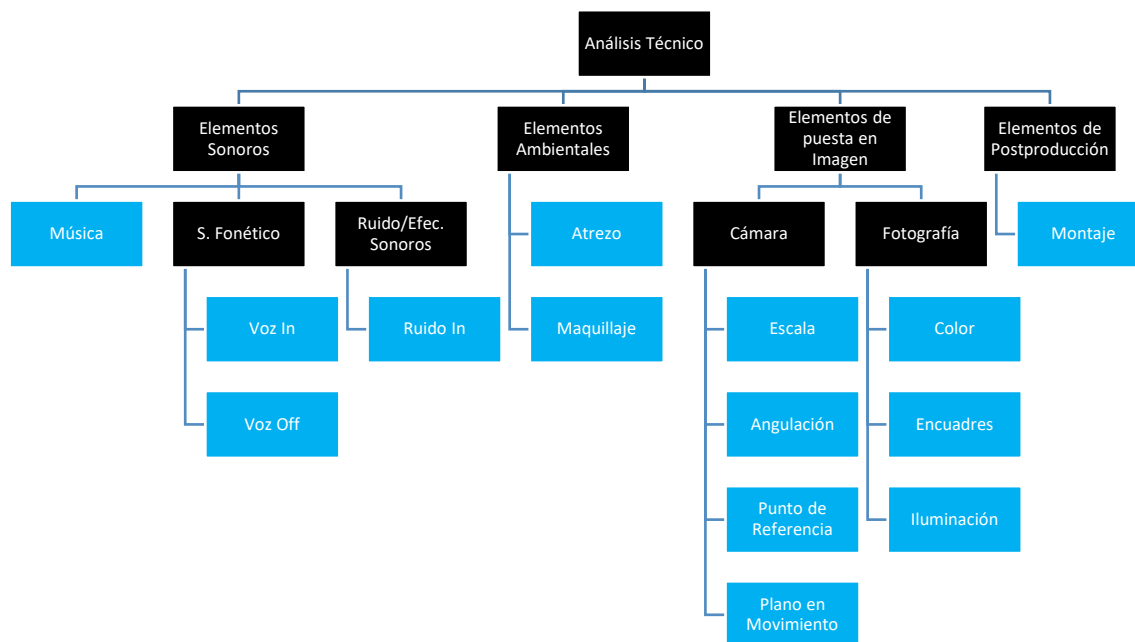 Análisis Técnico
Elementos
Sonoros
Elementos
Ambientales
Elementos de
puesta en
Imagen
Elementos de
Postproducción
Música
S. Fonético
Ruido/Efec.
Sonoros
Atrezo
Cámara
Fotografía
Montaje
Voz In
Ruido In
Maquillaje
Escala
Color
Voz Off
Angulación
Encuadres
Punto de
Referencia
Iluminación
Plano en
Movimiento